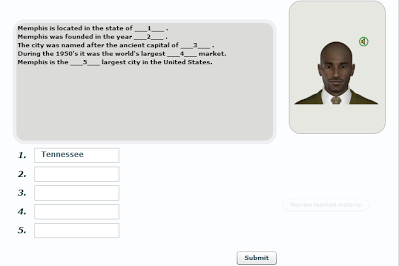 Memphis is located in the state of ___1___ .
Memphis was founded in the year ___2___ .
The city was named after the ancient capital of ___3___ .
During the 1950's it was the world's largest ___4___ market.
Memphis is the ___5___ largest city in the United States.
1. Tennessee
2.
3.
4.
5.
Submit